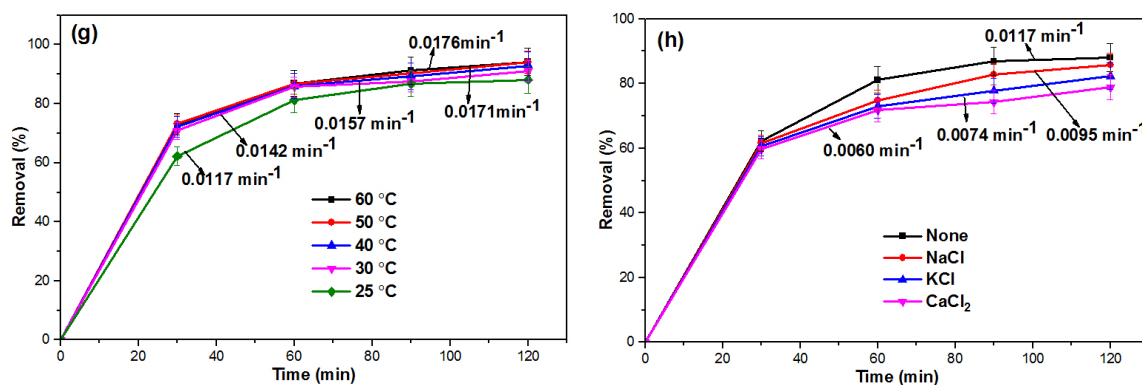 (g)
Removal (%)
100
80
60
40
20
0
0.0176min-1
0.0171min-1
0.0157 min-1
0.0142 min-1
0.0117 min-1
60 °C
50 °C
40 °C
30 °C
25 °C
0 20 40 60 80 100 120
Time (min)
(h)
Removal (%)
100
80
60
40
20
0
0.0117min-1
0.0095 min-1
0.0074 min-1
0.0060 min-1
None
NaCl
KCl
CaCl2
0 20 40 60 80 100 120
Time (min)